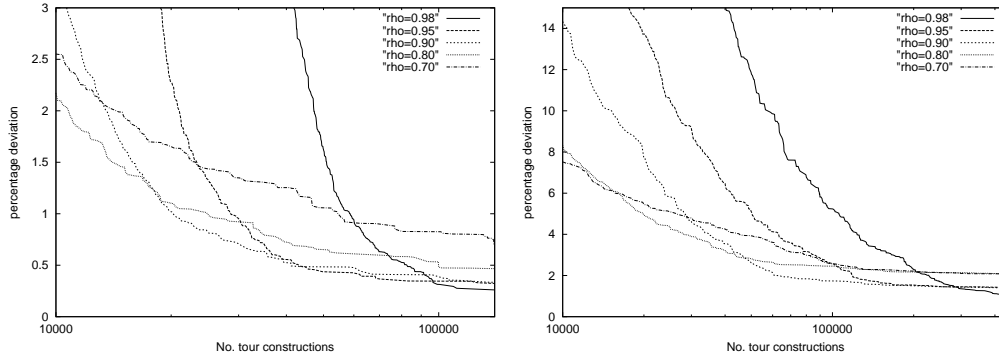 3
2.5
2
1.5
1
0.5
0
percentage deviation
10000
100000
No. tour constructions
"rho=0.98"
"rho=0.95"
"rho=0.90"
"rho=0.80"
"rho=0.70"
14
12
10
8
6
4
2
0
percentage deviation
10000
100000
No. tour constructions
"rho=0.98"
"rho=0.95"
"rho=0.90"
"rho=0.80"
"rho=0.70"